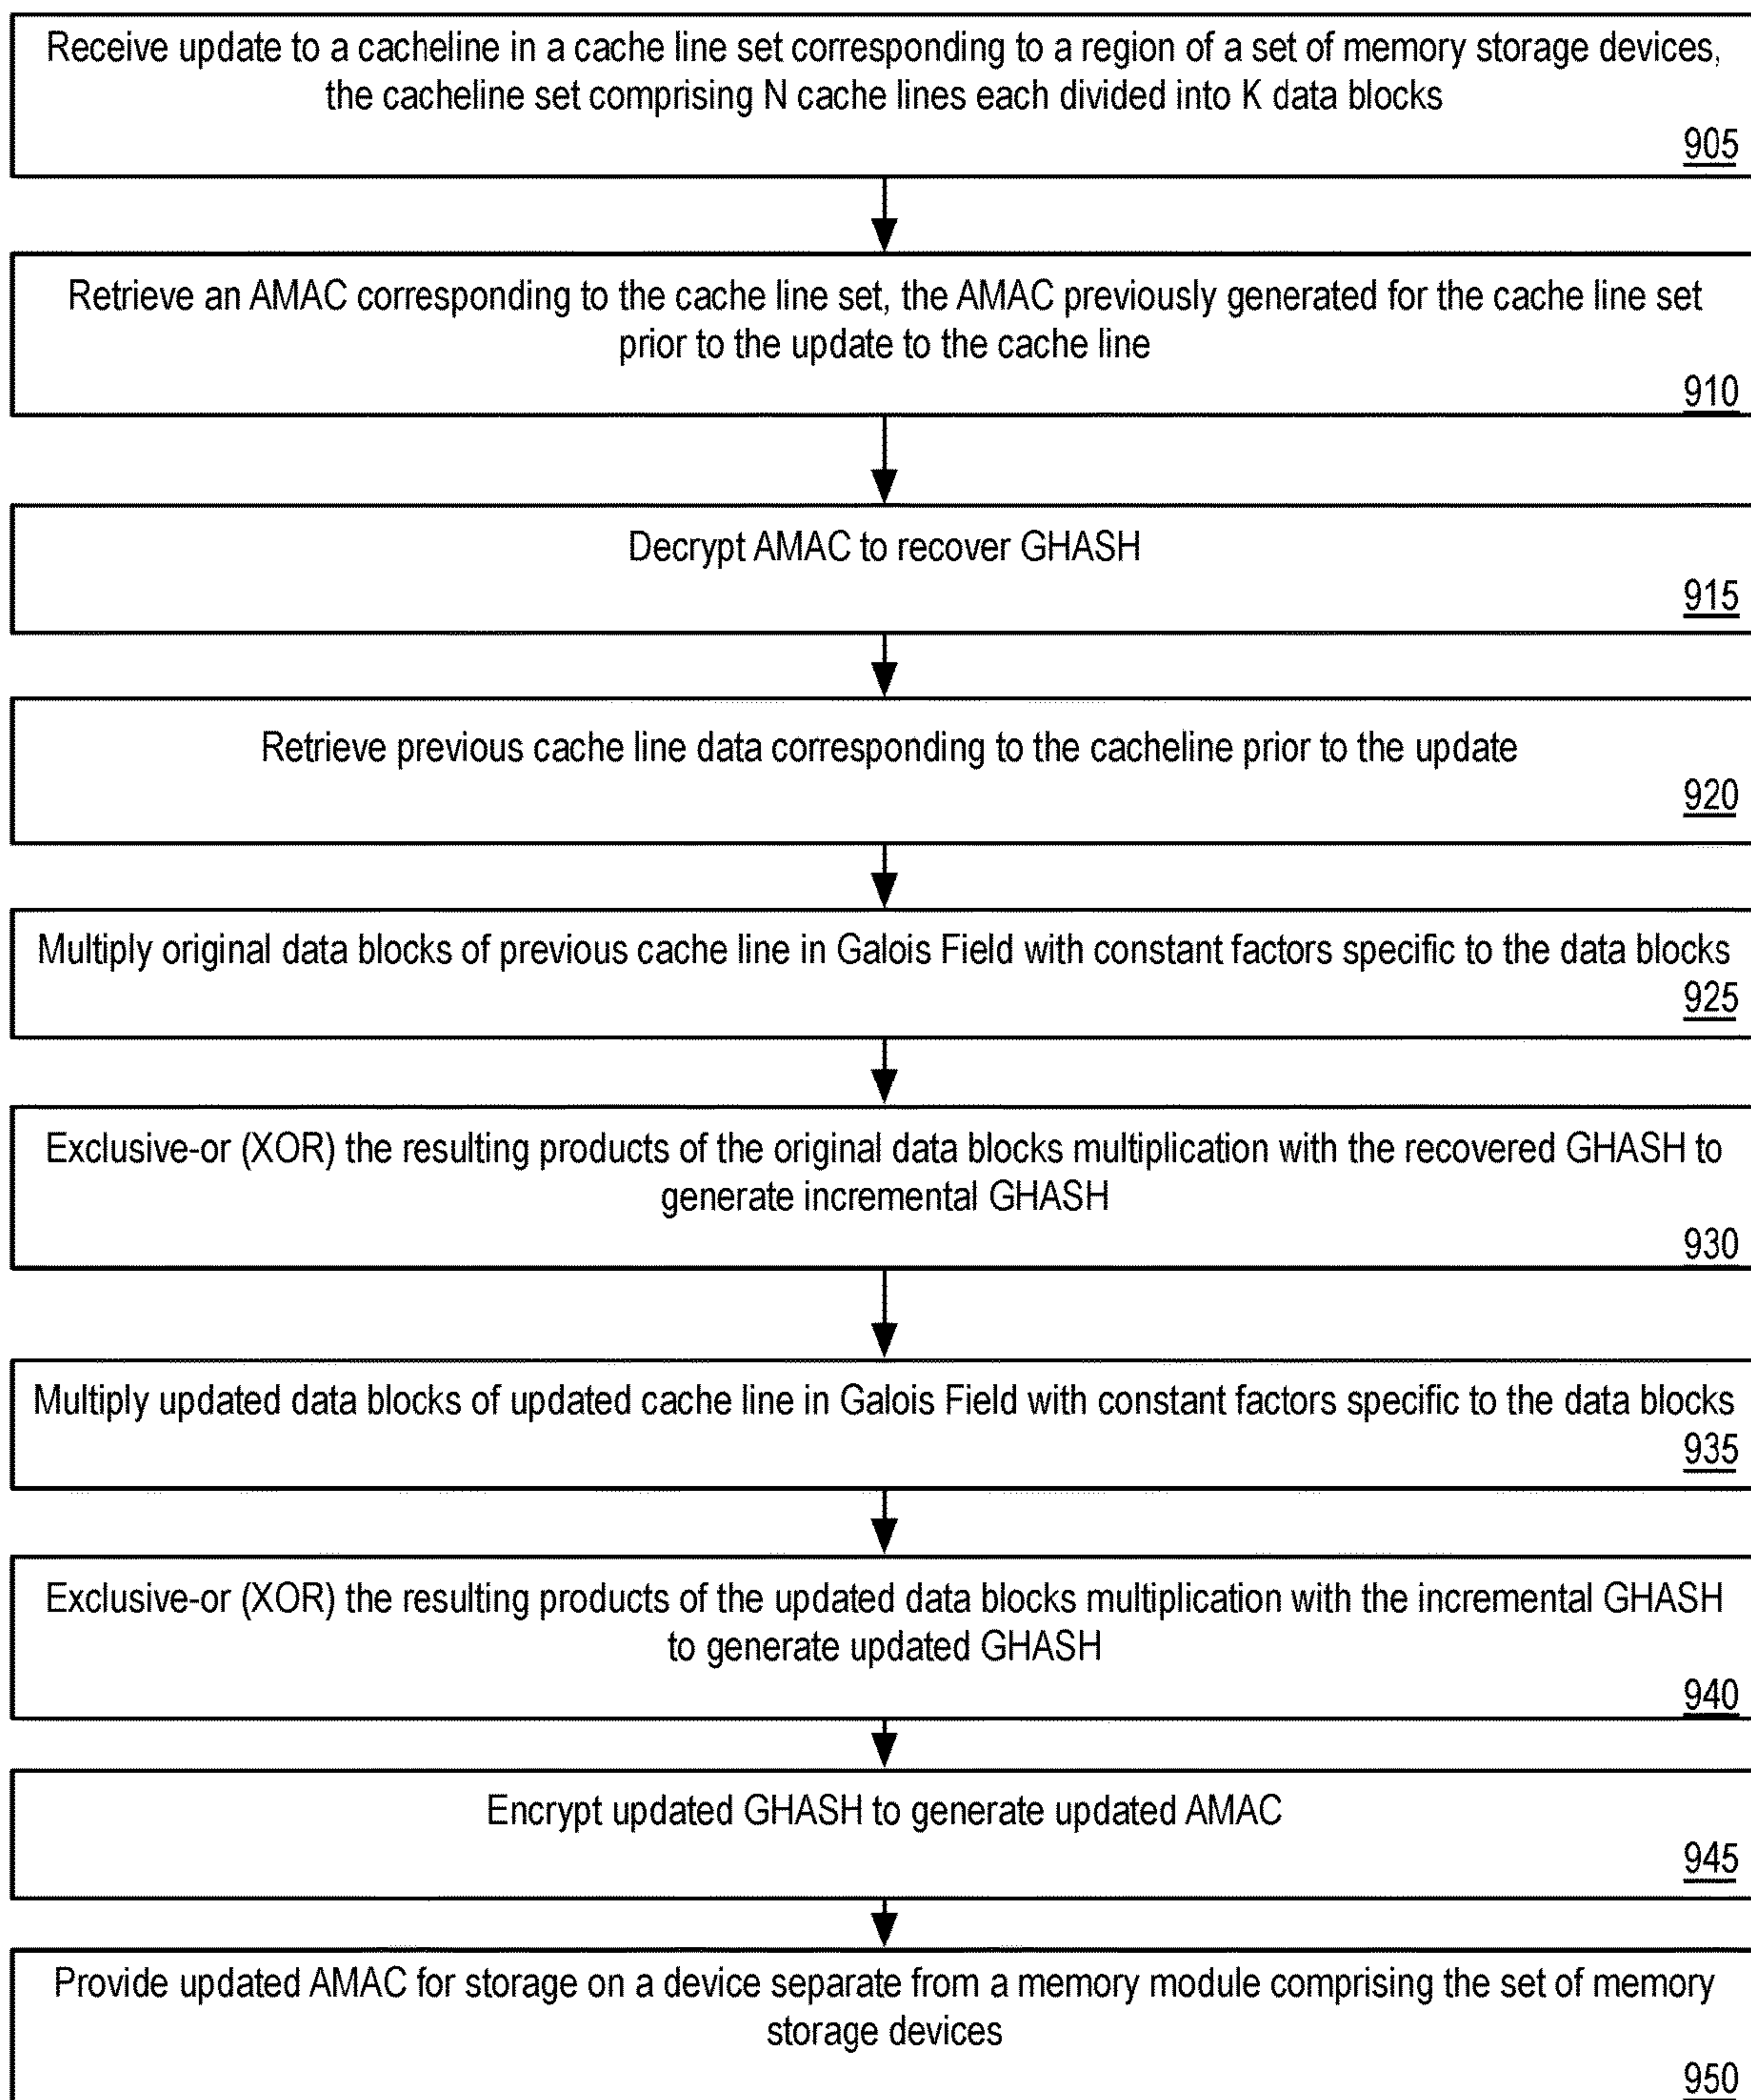 Receive update to a cacheline in a cache line set corresponding to a region of a set of memory storage devices,
the cacheline set comprising N cache lines each divided into K data blocks
905
Retrieve an AMAC corresponding to the cache line set, the AMAC previously generated for the cache line set
prior to the update to the cache line
910
Decrypt AMAC to recover GHASH
915
Retrieve previous cache line data corresponding to the cacheline prior to the update
920
Multiply original data blocks of previous cache line in Galois Field with constant factors specific to the data blocks
925
Exclusive-or (XOR) the resulting products of the original data blocks multiplication with the recovered GHASH to
generate incremental GHASH
930
Multiply updated data blocks of updated cache line in Galois Field with constant factors specific to the data blocks
935
Exclusive-or (XOR) the resulting products of the updated data blocks multiplication with the incremental GHASH
to generate updated GHASH
940
Encrypt updated GHASH to generate updated AMAC
945
Provide updated AMAC for storage on a device separate from a memory module comprising the set of memory
storage devices
950